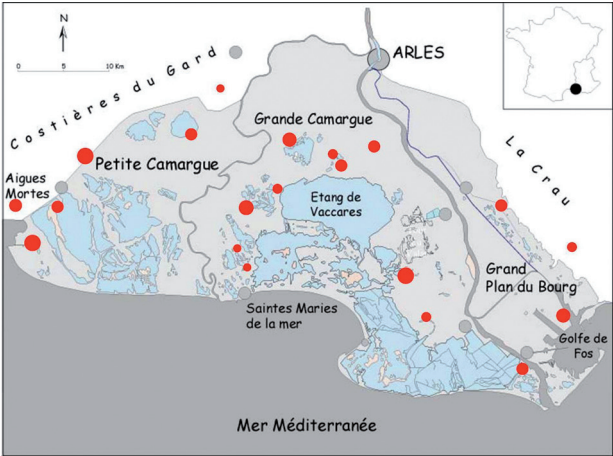 N
0 5 10 Km
Costières du Gard
ARLES
Grande Camargue
La Crau
Petite Camargue
Aigues
Mortes
Etang de
Vaccares
Grand
Plan du Bourg
Saintes Maries
de la mer
Golfe de
Fos
Mer Méditerranée